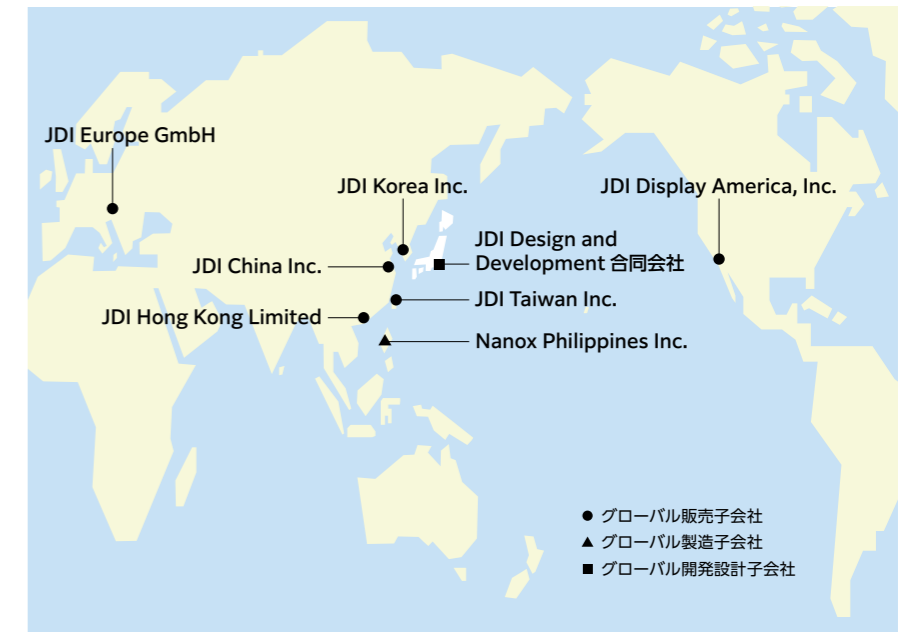 JDI Europe GmbH
JDI Korea Inc.
JDI Display America, Inc.
JDI Design and
Development 合同会社
JDI China Inc.
JDI Taiwan Inc.
JDI Hong Kong Limited
Nanox Philippines Inc.
● グローバル販売子会社
▲ グローバル製造子会社
■ グローバル開発設計子会社